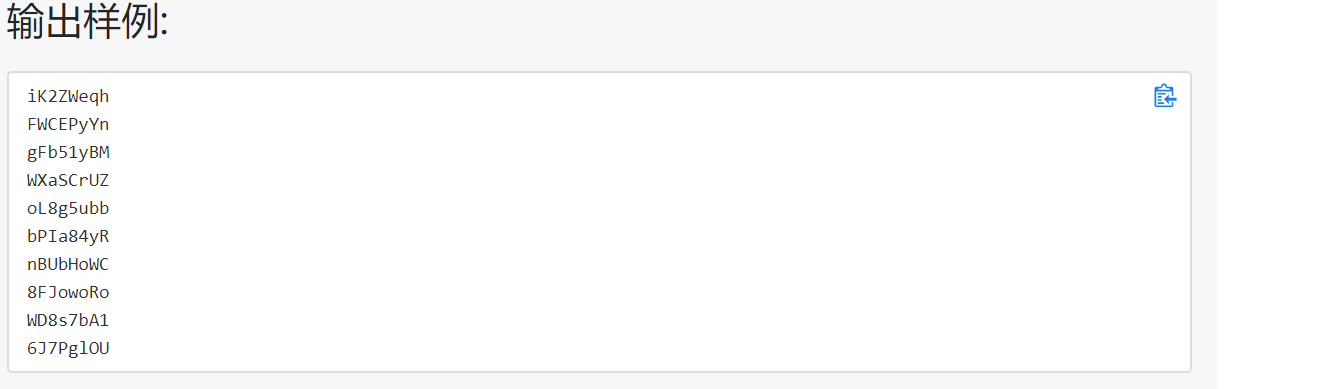 输出样例:
iK2ZWeqh
FWCEPyYn
gFb51yBM
WXaSCrUZ
oL8g5ubb
bPIa84yR
nBUbHoWC
8FJowoRo
WD8s7bA1
6J7PglOU